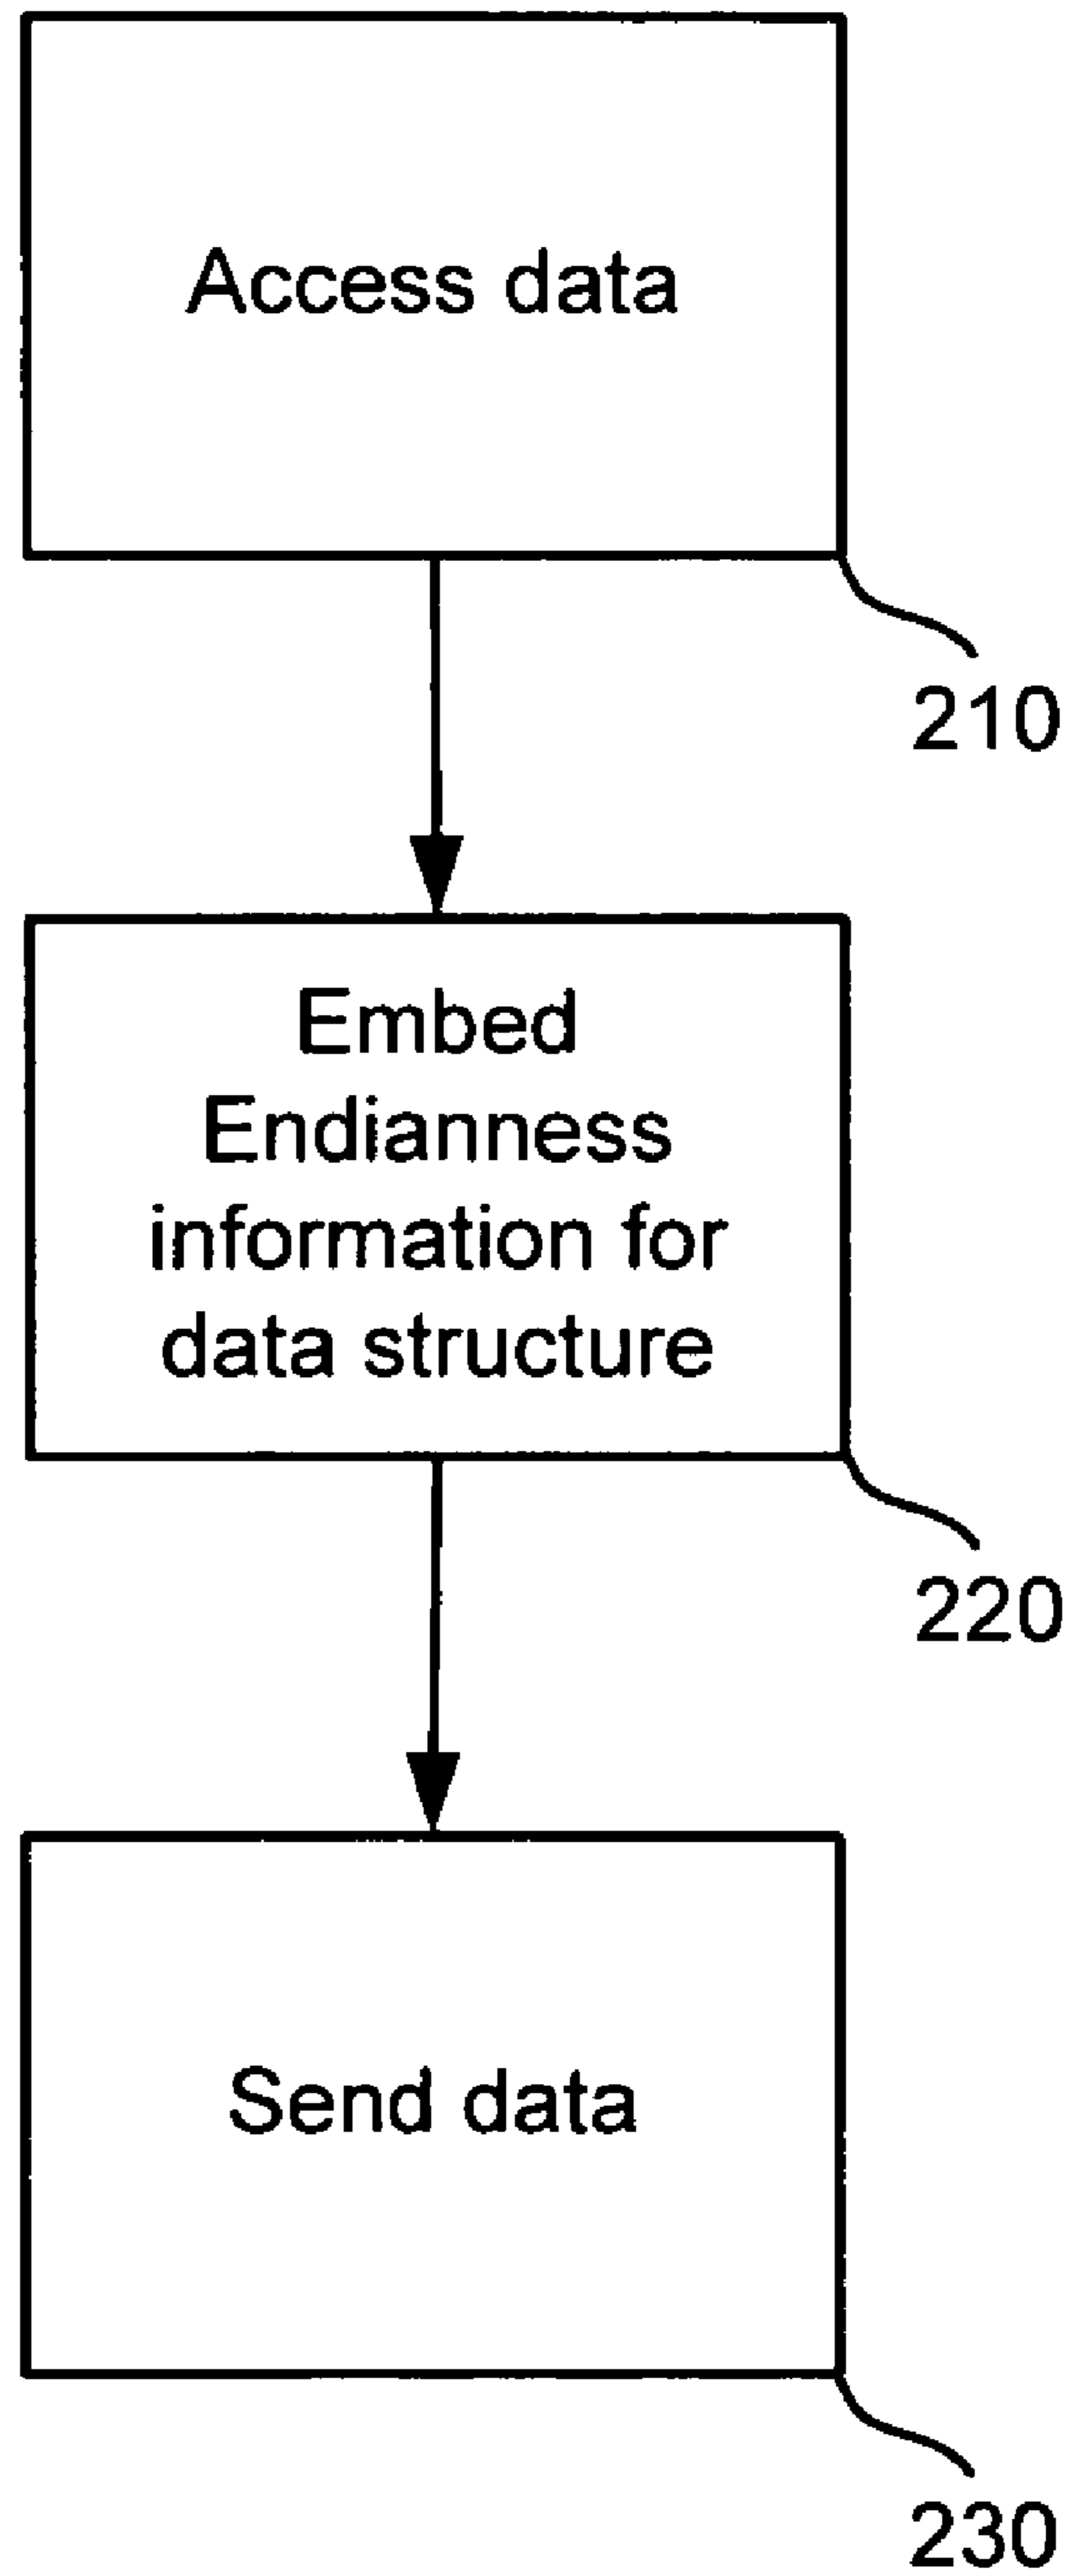 Access data
210
Embed
Endianness
information for
data structure
220
Send data
230